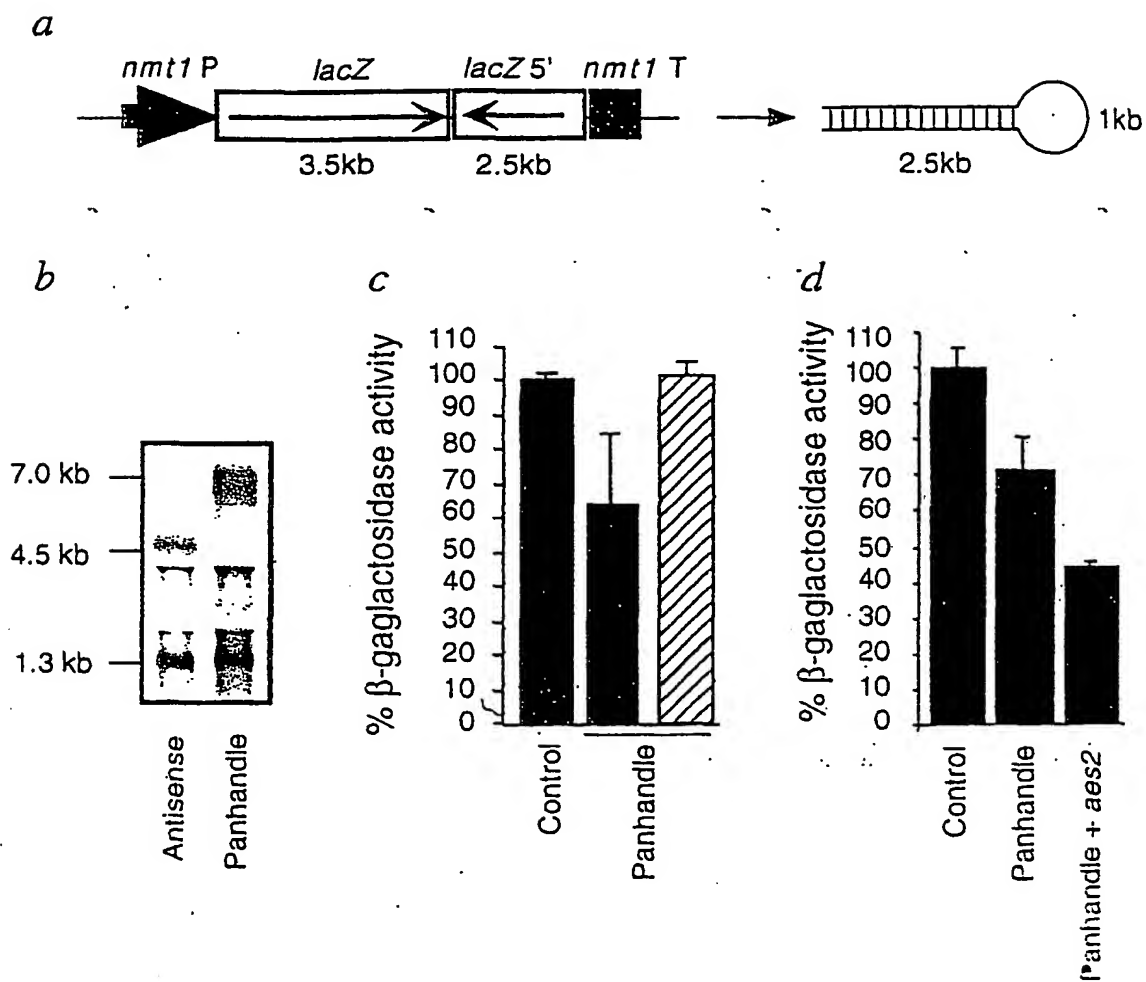 a
nmt1 P lacZ lacZ 5' nmt1 T
3.5kb 2.5kb
2.5kb
1kb
b
7.0 kb
4.5 kb
1.3 kb
Antisense
Panhandle
c
% β-gaglactosidase activity
110
100
90
80
70
60
50
40
30
20
10
0
Control
Panhandle
d
% β-gaglactosidase activity
110
100
90
80
70
60
50
40
30
20
10
0
Control
Panhandle
Panhandle + aes2